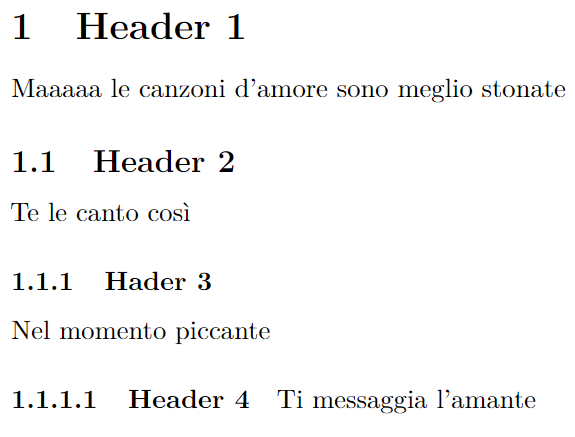 1 Header 1
Maaaaa le canzoni d'amore sono meglio stonate
1.1 Header 2
Te le canto così
1.1.1 Hader 3
Nel momento piccante
1.1.1.1 Header 4 Ti messaggia l'amante